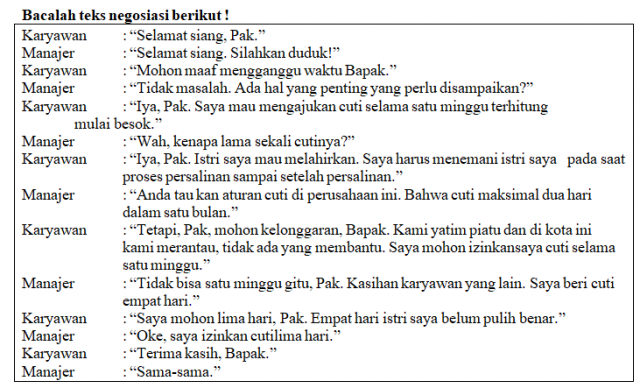 Bacalah teks negosiasi berikut !
Karyawan : “Selamat siang, Pak.”
Manajer : “Selamat siang. Silahkan duduk!”
Karyawan : “Mohon maaf mengganggu waktu Bapak.”
Manajer : “Tidak masalah. Ada hal yang penting yang perlu disampaikan?”
Karyawan : “Iya, Pak. Saya mau mengajukan cuti selama satu minggu terhitung
mulai besok.”
Manajer : “Wah, kenapa lama sekali cutinya?”
Karyawan : “Iya, Pak. Istri saya mau melahirkan. Saya harus menemani istri saya pada saat
proses persalinan sampai setelah persalinan.”
Manajer : “Anda tau kan aturan cuti di perusahaan ini. Bahwa cuti maksimal dua hari
dalam satu bulan.”
Karyawan : “Tetapi, Pak, mohon kelonggaran, Bapak. Kami yatim piatu dan di kota ini
kami merantau, tidak ada yang membantu. Saya mohon izinkansaya cuti selama
satu minggu.”
Manajer : “Tidak bisa satu minggu gitu, Pak. Kasihan karyawan yang lain. Saya beri cuti
empat hari.”
Karyawan : “Saya mohon lima hari, Pak. Empat hari istri saya belum pulih benar.”
Manajer : “Oke, saya izinkan cutilima hari.”
Karyawan : “Terima kasih, Bapak.”
Manajer : “Sama-sama.”